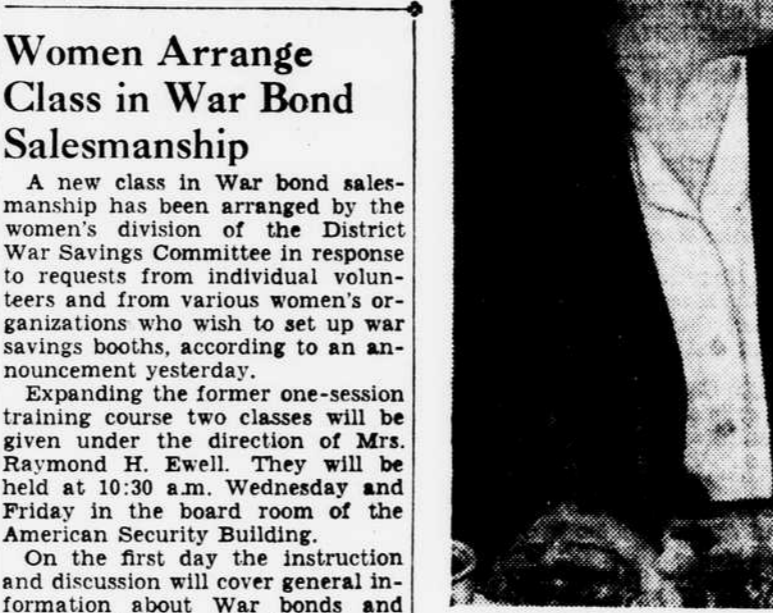 Women Arrange
Class in War Bond
Salesmanship
A new class in War bond sales-
manship has been arranged by the
women's division of the District
War Savings Committee in response
to requests from individual volun-
teers and from various women's or-
ganizations who wish to set up war
savings booths, according to an an-
nouncement yesterday.
Expanding the former one-session
training course two classes will be
given under the direction of Mrs.
Raymond H. Ewell. They will be
held at 10:30 a.m. Wednesday and
Friday in the board room of the
American Security Building.
On the first day the instruction
and discussion will cover general in-
formation about War bonds and